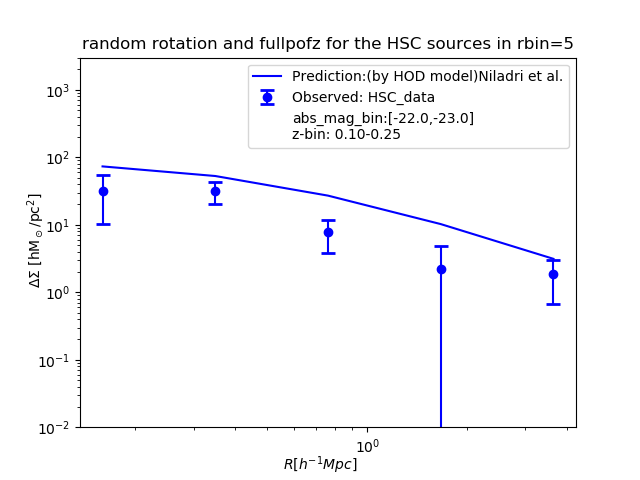 random rotation and fullpofz for the HSC sources in rbin=5
Prediction:(by HOD model)Niladri et al.
Observed: HSC_data
abs_mag_bin:[-22.0,-23.0]
z-bin: 0.10-0.25
ΔΣ [hM⊙/pc²]
10³
10²
10¹
10⁰
10⁻¹
10⁻²
10⁰
R[h⁻¹Mpc]